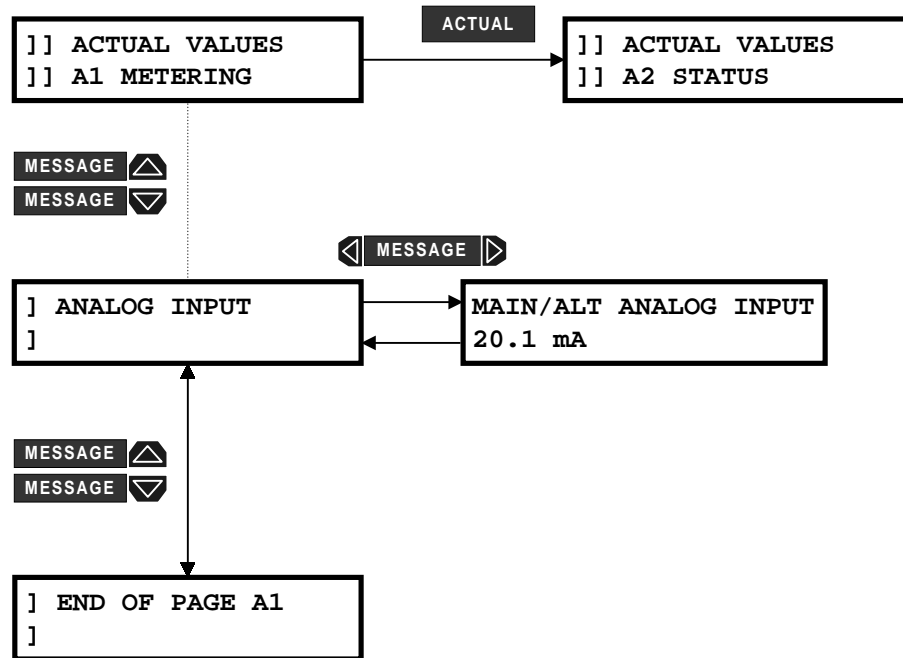 ACTUAL
]] ACTUAL VALUES
]] A1 METERING
]] ACTUAL VALUES
]] A2 STATUS
MESSAGE
MESSAGE
MESSAGE
] ANALOG INPUT
]
MAIN/ALT ANALOG INPUT
20.1 mA
MESSAGE
MESSAGE
] END OF PAGE A1
]